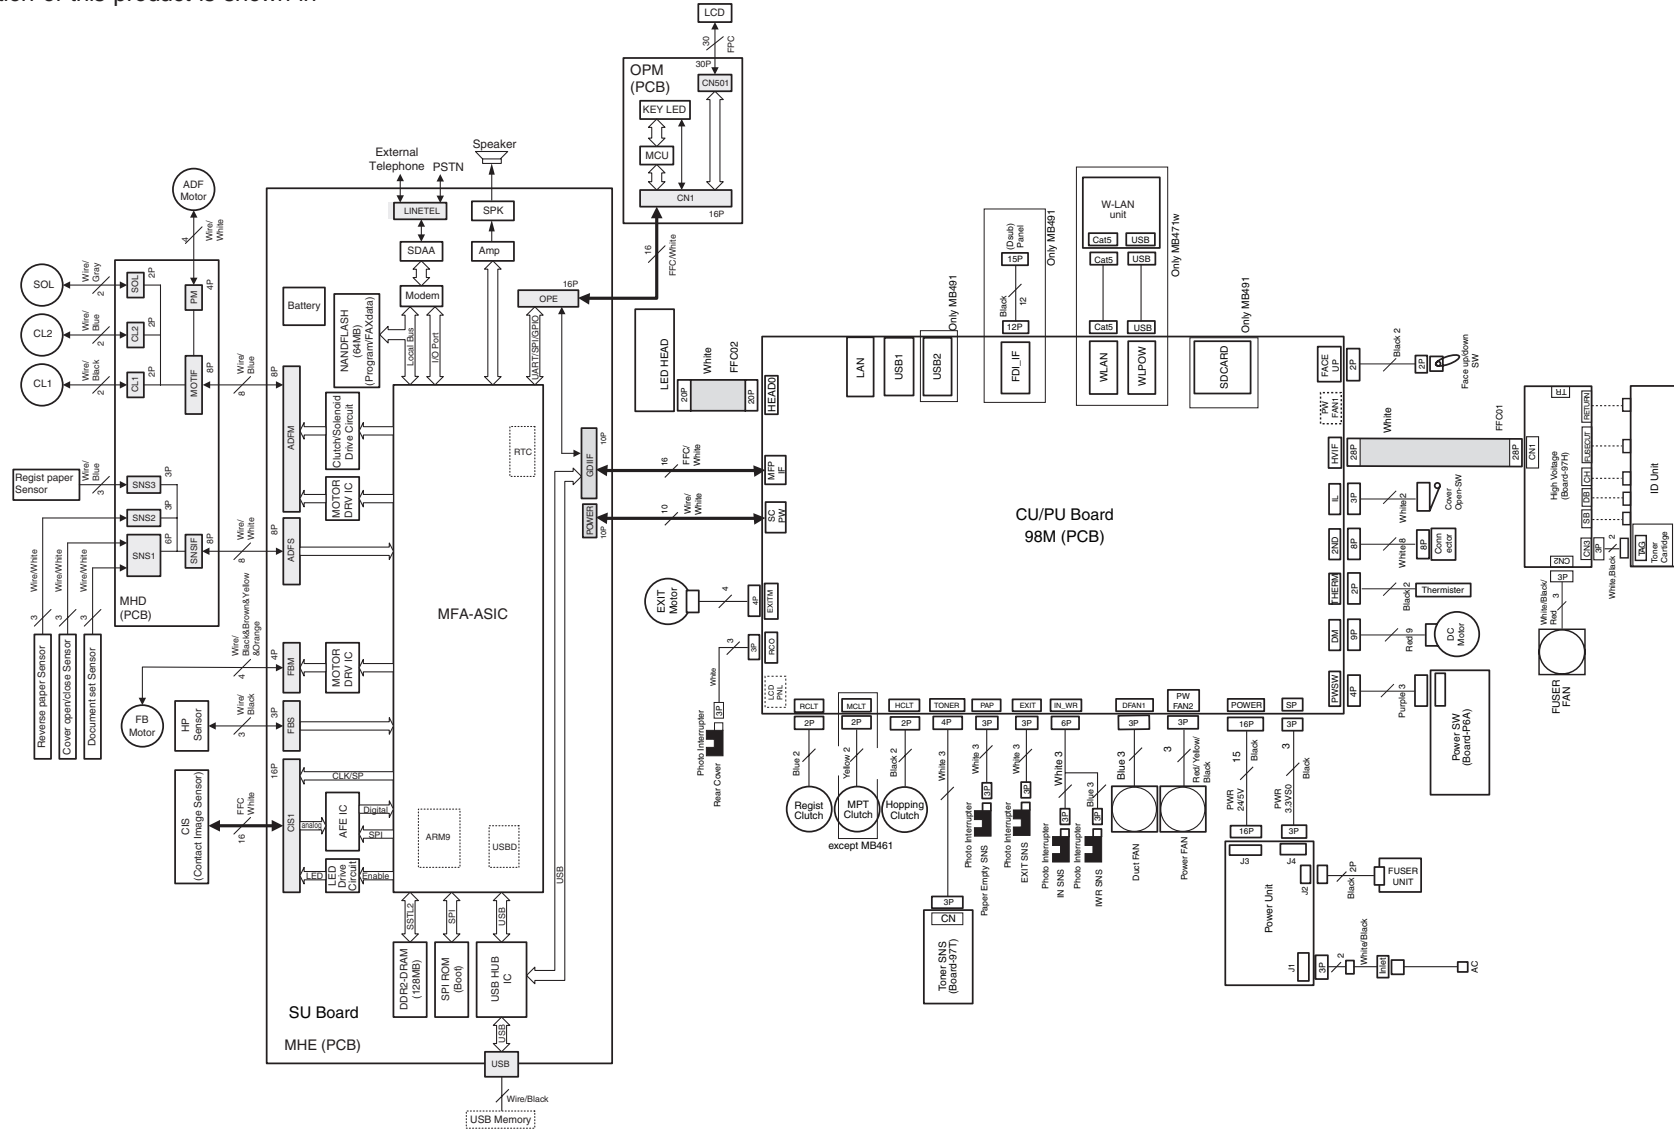 tion of this product is shown in
LCD
30
FPC
30P
OPM
(PCB)
CN501
KEY LED
MCU
CN1
16P
16
FFC/White
External
Telephone
PSTN
Speaker
LINETEL
SPK
SDAA
Amp
Modem
16P
OPE
Battery
NANDFLASH
(64MB)
(Program/FAXdata)
Local Bus
I/O Port
UART/SPI/GPIO
ADF
Motor
4
Wire/
White
SOL
Wire/
Gray
2
SOL
2P
PM
4P
CL2
Wire/
Blue
2
CL2
2P
CL1
Wire/
Black
2
CL1
2P
MOTIF
8P
Wire/
Blue
8
8P
ADFM
Clutch/Solenoid
Drive Circuit
MOTOR
DRV IC
Regist paper
Sensor
Wire/
Blue
3
SNS3
3P
SNS2
3P
SNS1
6P
SNSIF
8P
Wire/
White
8
8P
ADFS
MHD
(PCB)
Wire/White
3
Wire/White
3
Wire/White
3
Reverse paper Sensor
Cover open/close Sensor
Document set Sensor
Wire/
Black&Brown&Yellow
&Orange
4
4P
FBM
MOTOR
DRV IC
FB
Motor
HP
Sensor
Wire/
Black
3
3P
FBS
CIS
(Contact Image Sensor)
FFC
White
16
16P
CIS1
CLK/SP
analog
AFE IC
Digital
SPI
LED
LED
Drive
Circuit
Enable
MFA-ASIC
RTC
ARM9
USBD
SSTL2
SPI
USB
USB
DDR2-DRAM
(128MB)
SPI ROM
(Boot)
USB HUB
IC
USB
USB
Wire/Black
USB Memory
SU Board
MHE (PCB)
GDIIF
10P
POWER
10P
16
FFC/
White
10
Wire/
White
MFP
IF
SC
PW
LED HEAD
White
FFC02
20P
20P
HEAD0
CU/PU Board
98M (PCB)
LAN
USB1
USB2
Only MB491
(Dsub)
Panel
15P
Black
12
12P
FDI_IF
Only MB491
W-LAN
unit
Cat5
USB
Cat5
USB
Cat5
USB
WLAN
WLPOW
Only MB471w
SDCARD
Only MB491
FACE
UP
2P
Black 2
2P
Face up/down
SW
PW
FAN1
HVIF
28P
White
28P
FFC01
CN1
IL
3P
White 2
Cover
Open-SW
2ND
8P
White 8
8P
Conn
ector
THERM
2P
Black 2
Thermister
DM
9P
Red 9
DC
Motor
PWSW
4P
Purple 3
Power SW
(Board-P6A)
TR
RETURN
FUSEOUT
CH
DB
SB
High Voltage
(Board-97H)
CN2
CN3
3P
3P
White,Black
2
ID Unit
TAG
Toner
Cartidge
White/Black/
Red
3
FUSER
FAN
EXIT
Motor
4
4P
EXITM
3
3P
RCO
White
3P
Photo Interrupter
Rear Cover
LCD
PNL
RCLT
MCLT
HCLT
TONER
PAP
EXIT
IN_WR
DFAN1
PW
FAN2
POWER
SP
2P
2P
2P
4P
3P
3P
6P
3P
3P
16P
3P
Blue 2
Yellow 2
Black 2
White 3
White 3
White 3
White 3
Blue 3
Blue 3
3
Red/Yellow/
Black
15
Black
3
Black
PWR
24/5V
PWR
3.3VS0
Regist
Clutch
MPT
Clutch
Hopping
Clutch
except MB461
3P
CN
Toner SNS
(Board-97T)
3P
Photo Interrupter
Paper Empty SNS
3P
Photo Interrupter
EXIT SNS
3P
Photo Interrupter
IN SNS
3P
Photo Interrupter
IWR SNS
Duct FAN
Power FAN
16P
3P
J3
J4
J2
J1
Power Unit
Black
2P
FUSER
UNIT
3P
2
White/Black
Inlet
AC